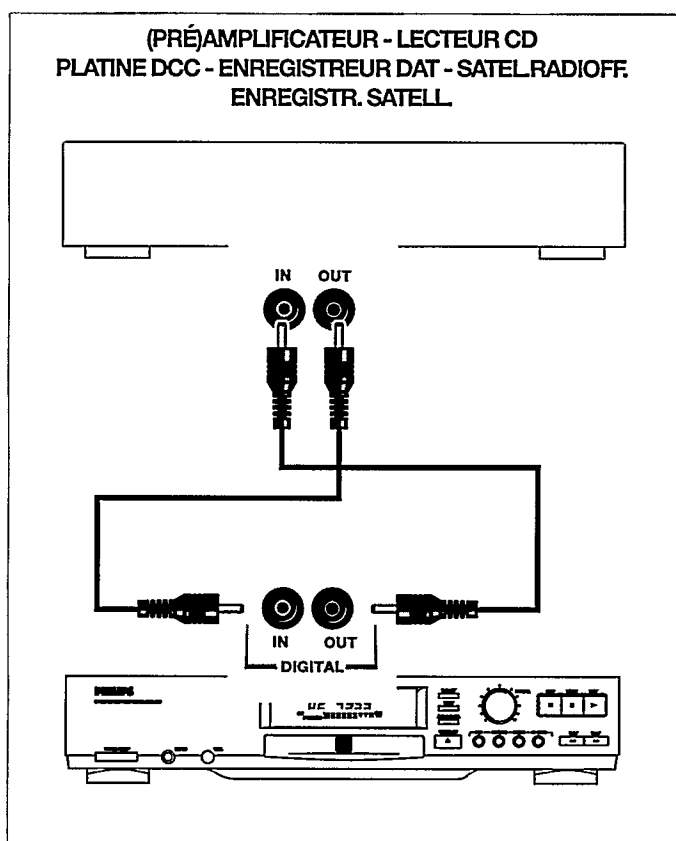 (PRÉ)AMPLIFICATEUR - LECTEUR CD
PLATINE DCC - ENREGISTREUR DAT - SATEL.RADIOFF.
ENREGISTR. SATELL.
IN OUT
IN OUT
DIGITAL
PHILIPS